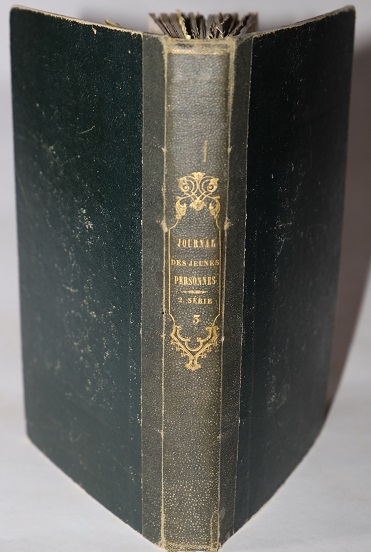 JOURNAL
DES JEUNES
PERSONNES
2. SÉRIE
3